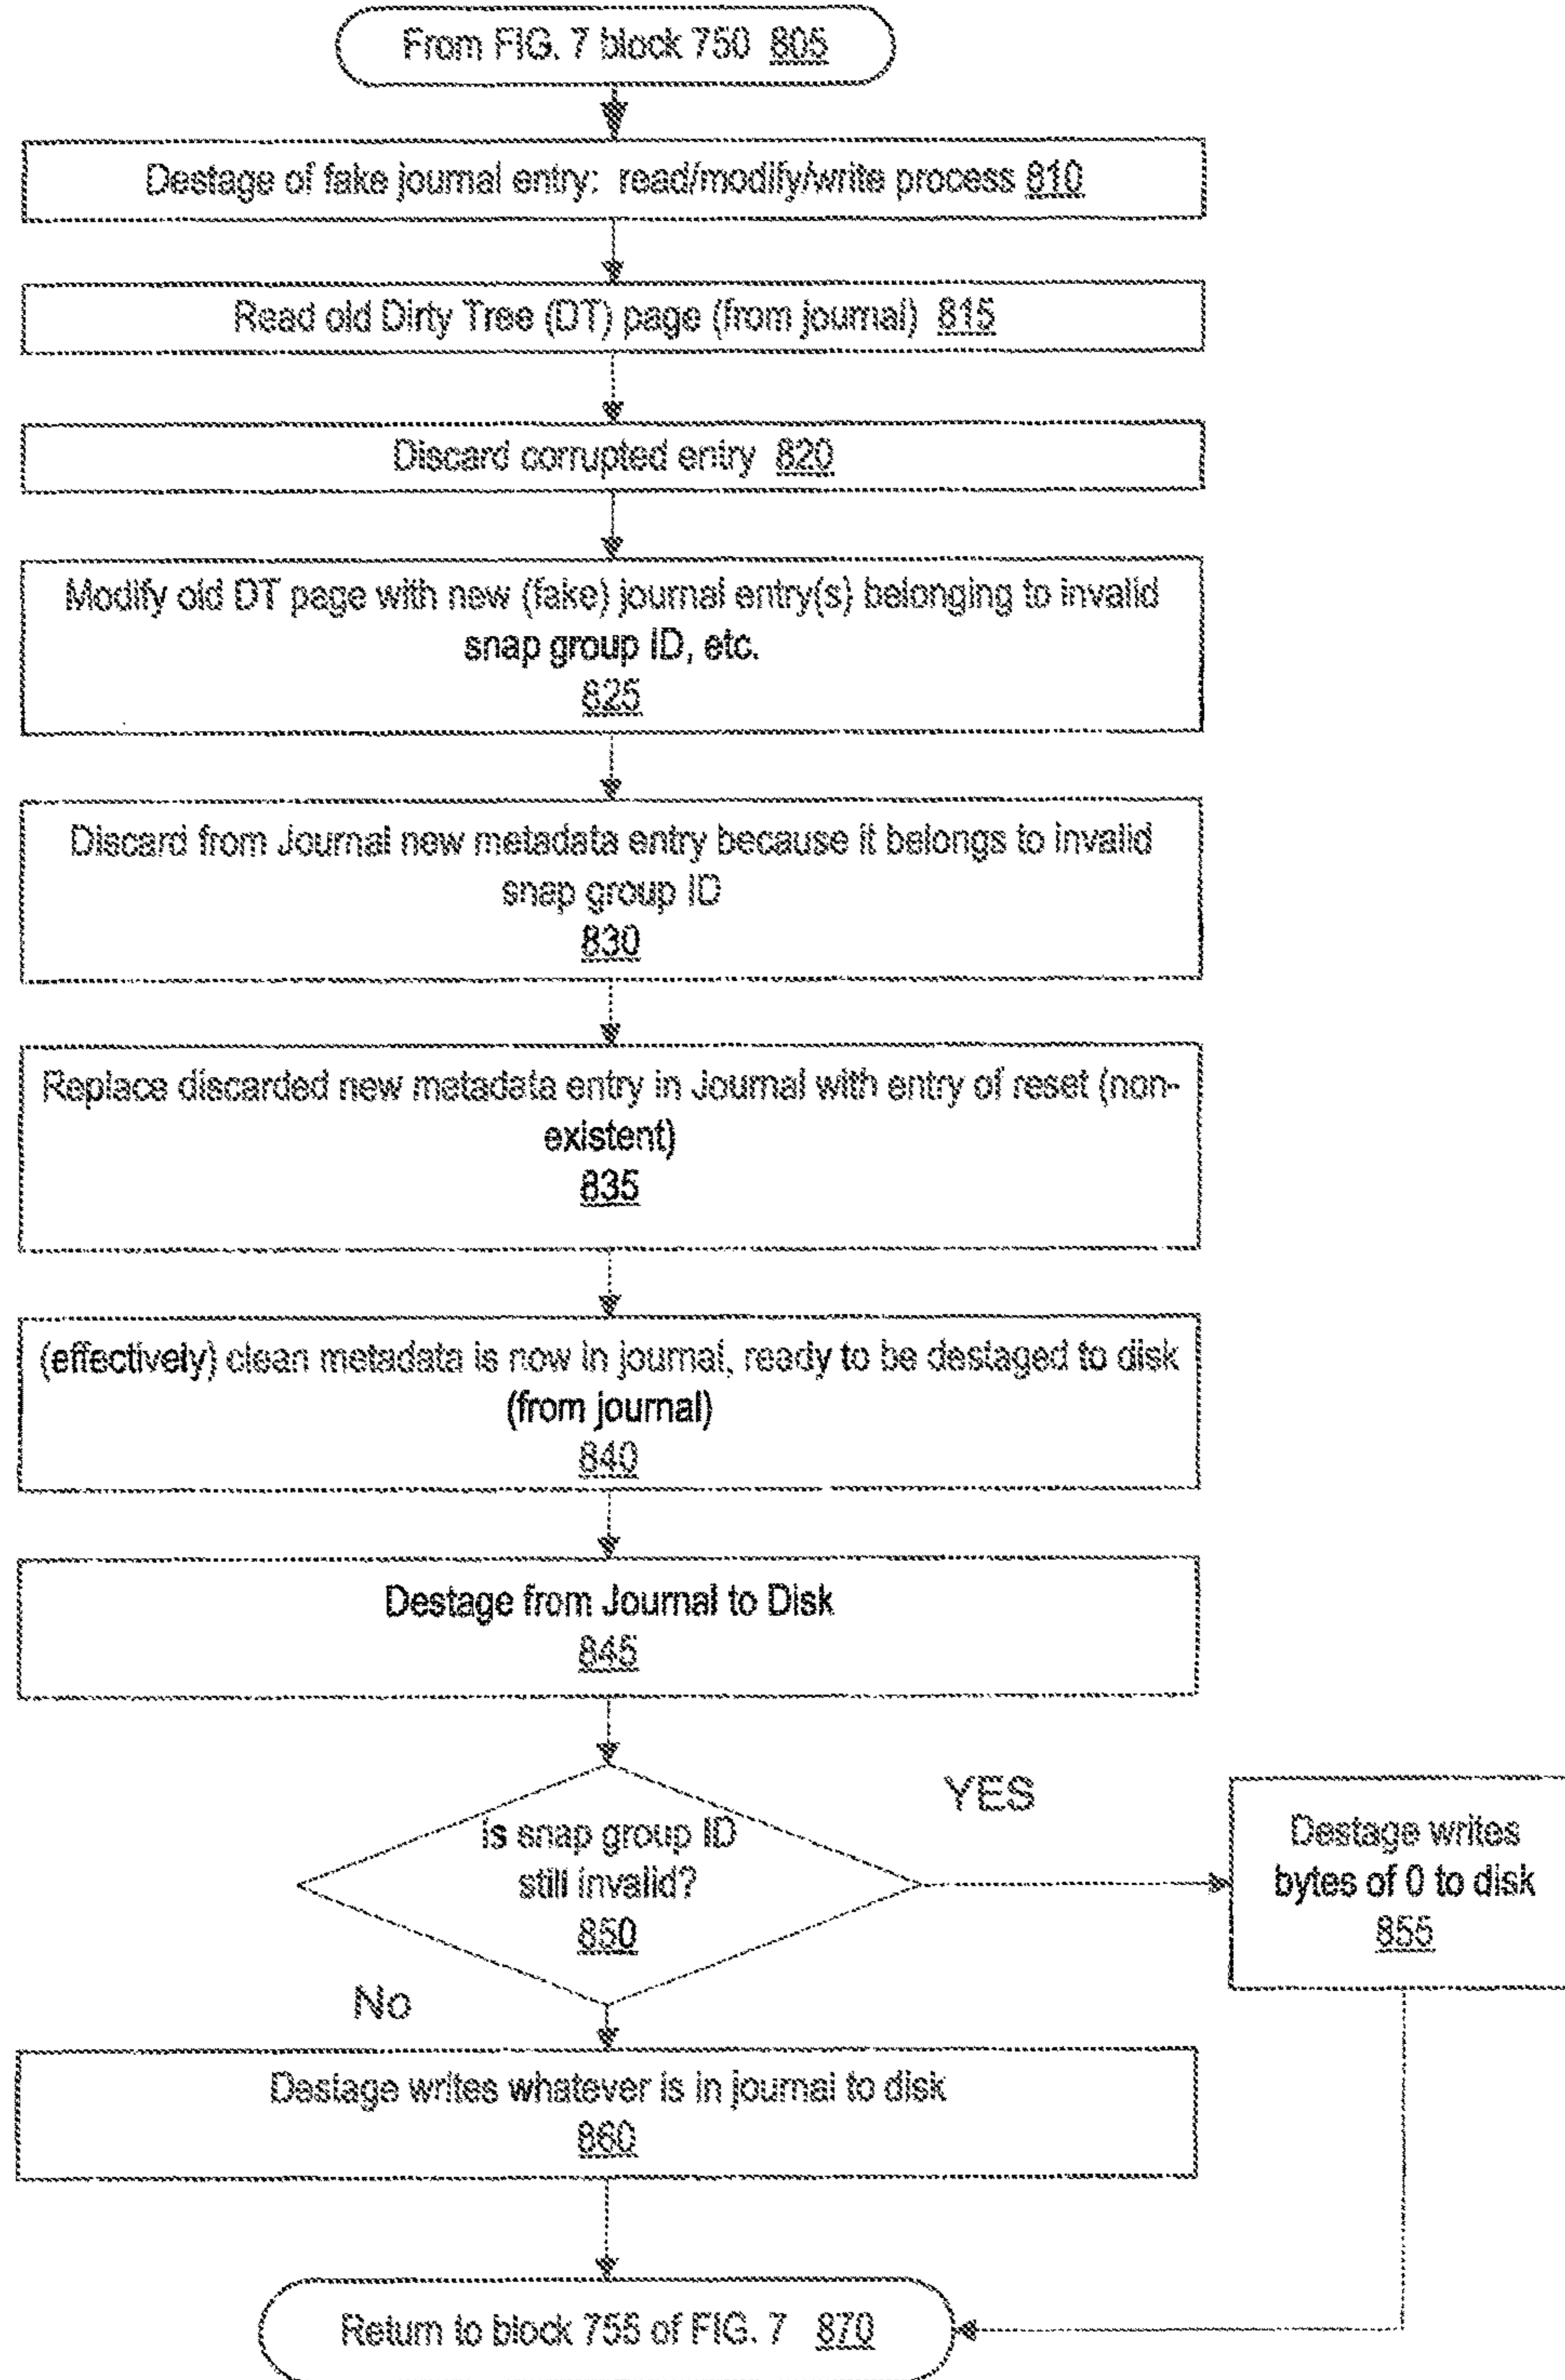 From FIG. 7 block 750 805
Destage of fake journal entry: read/modify/write process 810
Read old Dirty Tree (DT) page (from journal) 815
Discard corrupted entry 820
Modify old DT page with new (fake) journal entry(s) belonging to invalid
snap group ID, etc.
825
Discard from Journal new metadata entry because it belongs to invalid
snap group ID
830
Replace discarded new metadata entry in Journal with entry of reset (non-
existent)
835
(effectively) clean metadata is now in journal, ready to be destaged to disk
(from journal)
840
Destage from Journal to Disk
845
YES
Is snap group ID
still invalid?
850
Destage writes
bytes of 0 to disk
855
No
Destage writes whatever is in journal to disk
860
Return to block 755 of FIG. 7 870